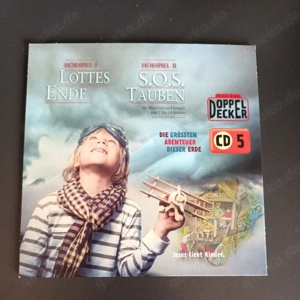 HÖRSPIEL I
LOTTES
ENDE
HÖRSPIEL II
S.O.S.
TAUBEN
DOPPEL
DECKER
DIE GRÖSSTEN
ABENTEUER
DIESER ERDE
CD 5
Jesus liebt Kinder.